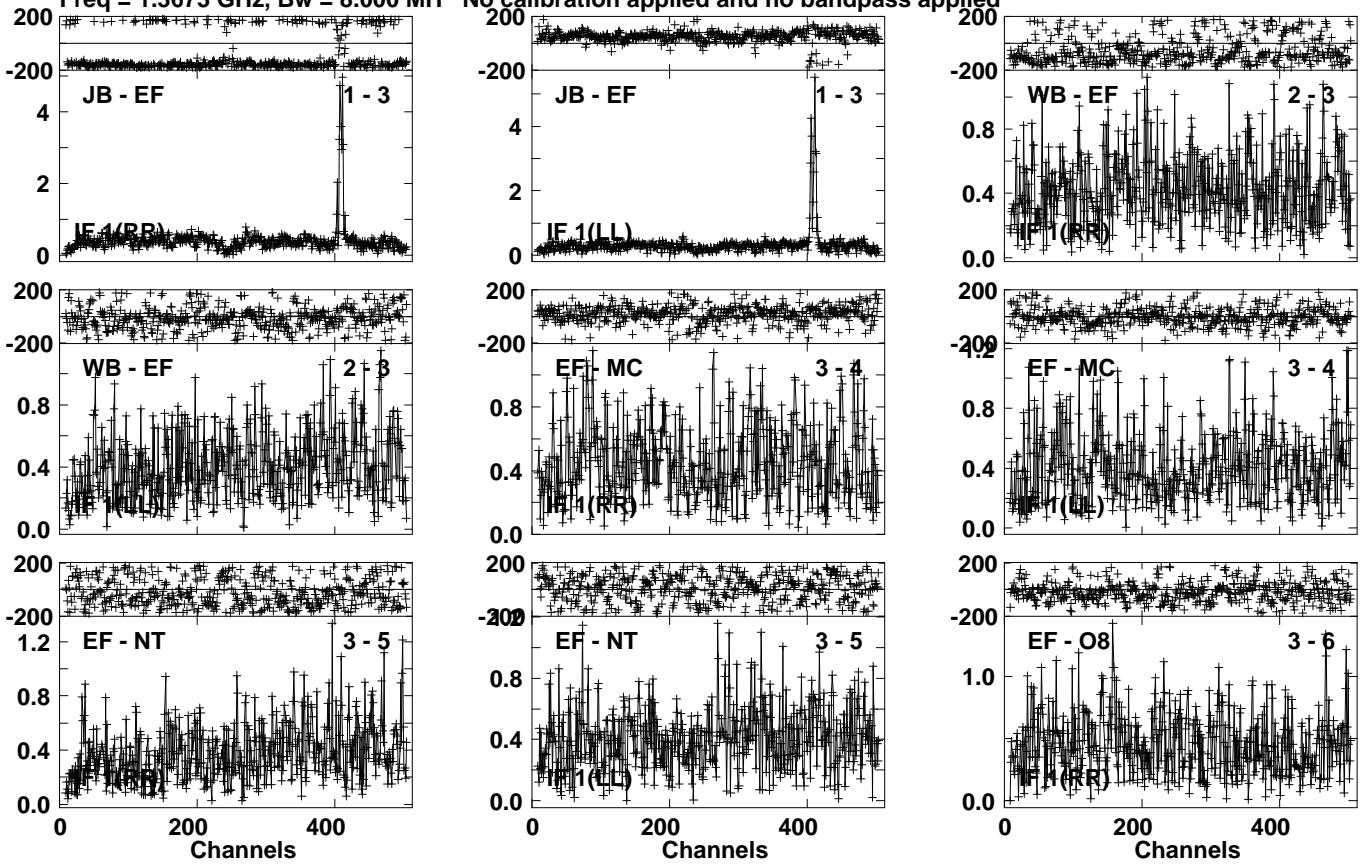 Freq = 1.5673 GHz, Bw = 8.000 MH No calibration applied and no bandpass applied
200
-200
JB - EF 1 - 3
4
2
0
IF 1(RR)
JB - EF 1 - 3
4
2
0
IF 1(LL)
200
-200
WB - EF 2 - 3
0.8
0.4
0.0
IF 1(RR)
200
-200
WB - EF 2 - 3
0.8
0.4
0.0
IF 1(LL)
200
-200
EF - MC 3 - 4
0.8
0.4
0.0
IF 1(RR)
200
-200
1.2
EF - MC 3 - 4
0.8
0.4
0.0
IF 1(LL)
200
-200
EF - NT 3 - 5
1.2
0.8
0.4
0.0
IF 1(RR)
0 200 400
Channels
200
-200
1.2
EF - NT 3 - 5
0.8
0.4
0.0
IF 1(LL)
0 200 400
Channels
200
-200
EF - O8 3 - 6
1.0
0.0
IF 1(RR)
0 200 400
Channels